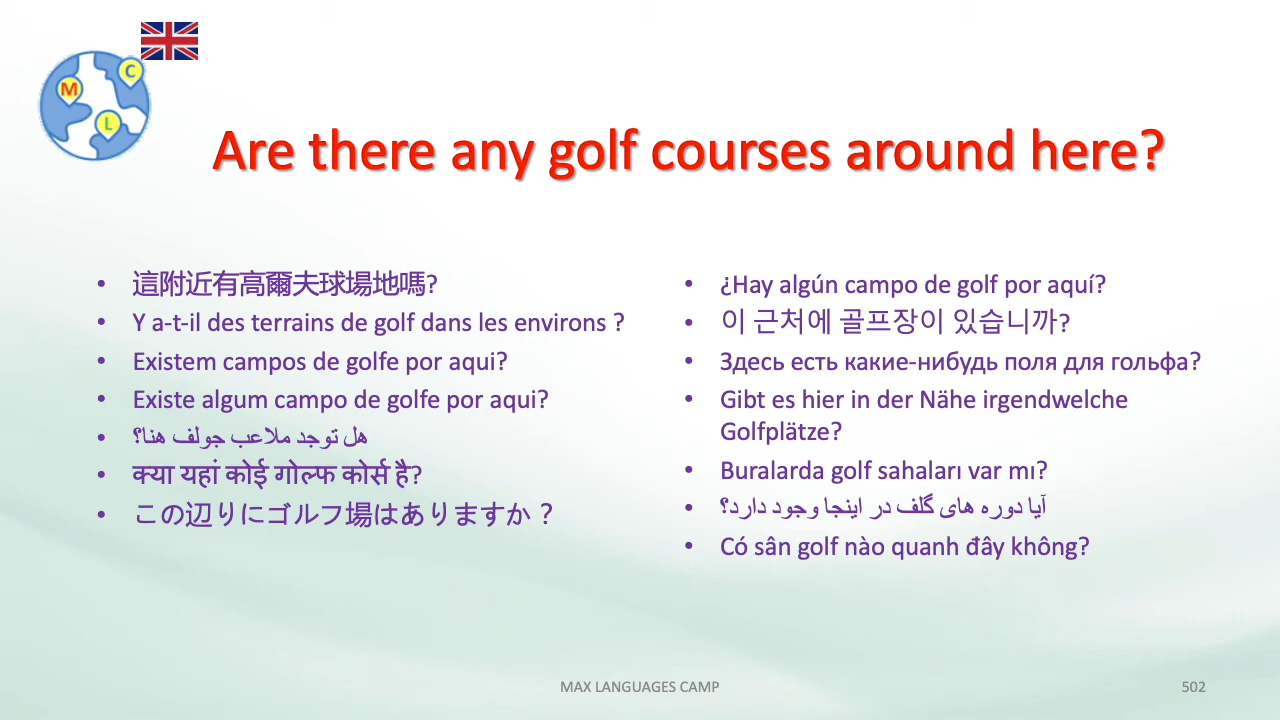 M
C
L
Are there any golf courses around here?
• 這附近有高爾夫球場地嗎?
• Y a-t-il des terrains de golf dans les environs ?
• Existem campos de golfe por aqui?
• Existe algum campo de golfe por aqui?
• هل توجد ملاعب جولف هنا؟
• क्या यहां कोई गोल्फ कोर्स है?
• この辺りにゴルフ場はありますか？
• ¿Hay algún campo de golf por aquí?
• 이 근처에 골프장이 있습니까?
• Здесь есть какие-нибудь поля для гольфа?
• Gibt es hier in der Nähe irgendwelche
Golfplätze?
• Buralarda golf sahaları var mı?
• آیا دوره های گلف در اینجا وجود دارد؟
• Có sân golf nào quanh đây không?
MAX LANGUAGES CAMP
502